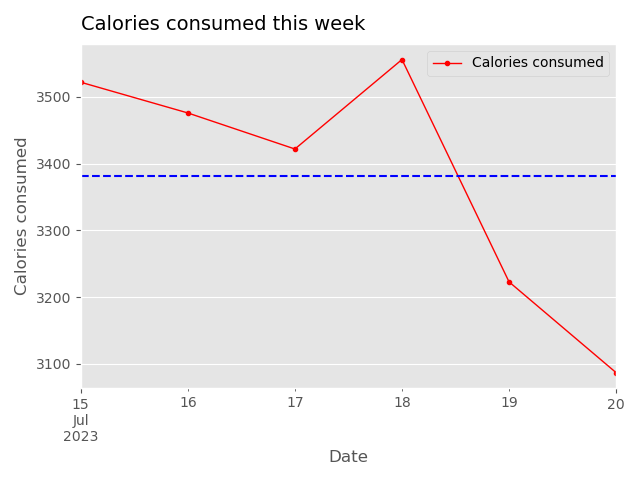 Calories consumed this week
Calories consumed
3500
3400
3300
3200
3100
Calories consumed
15 16 17 18 19 20
Jul
2023
Date